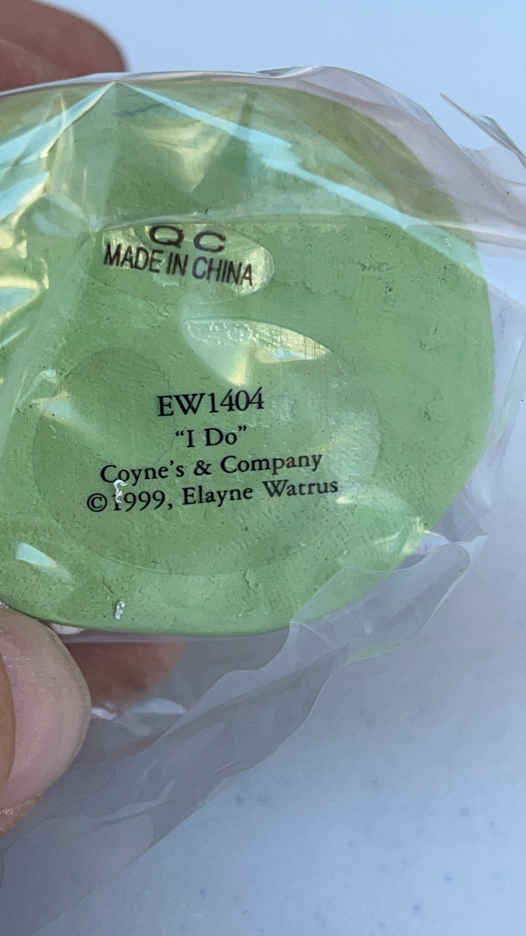 QC
MADE IN CHINA
EW1404
“I Do”
Coyne’s & Company
©1999, Elayne Watrus